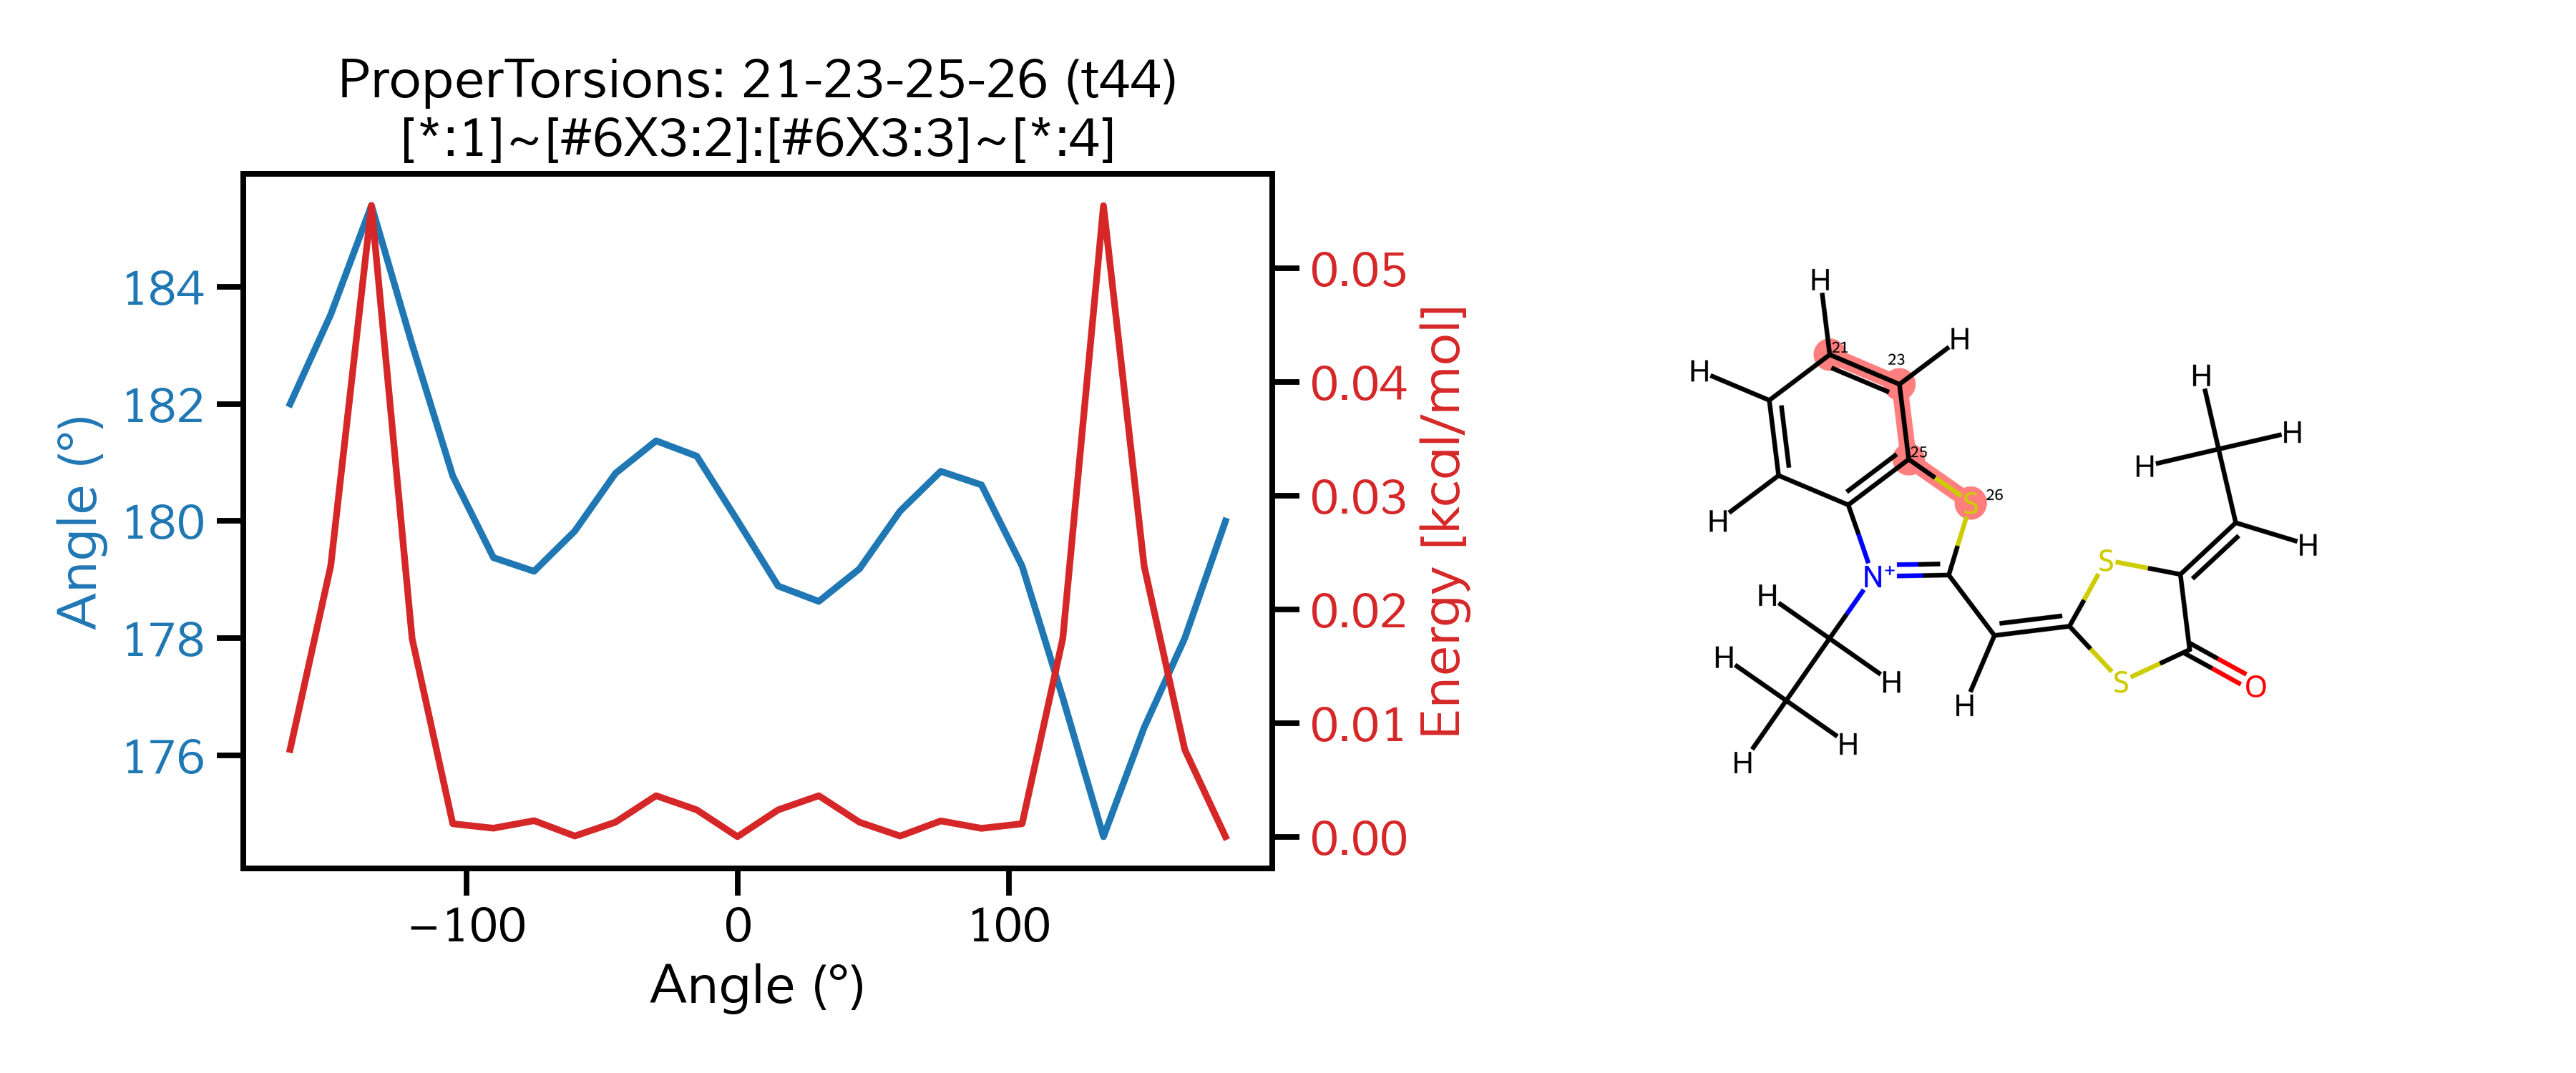 ProperTorsions: 21-23-25-26 (t44)
[*:1]~[#6X3:2]:[#6X3:3]~[*:4]
Angle (°)
184
182
180
178
176
−100
0
100
Angle (°)
0.05
0.04
0.03
0.02
0.01
0.00
Energy [kcal/mol]
H
H
H
H
21
23
25
S
26
N+
H
H
H
H
H
H
H
S
S
O
H
H
H
H